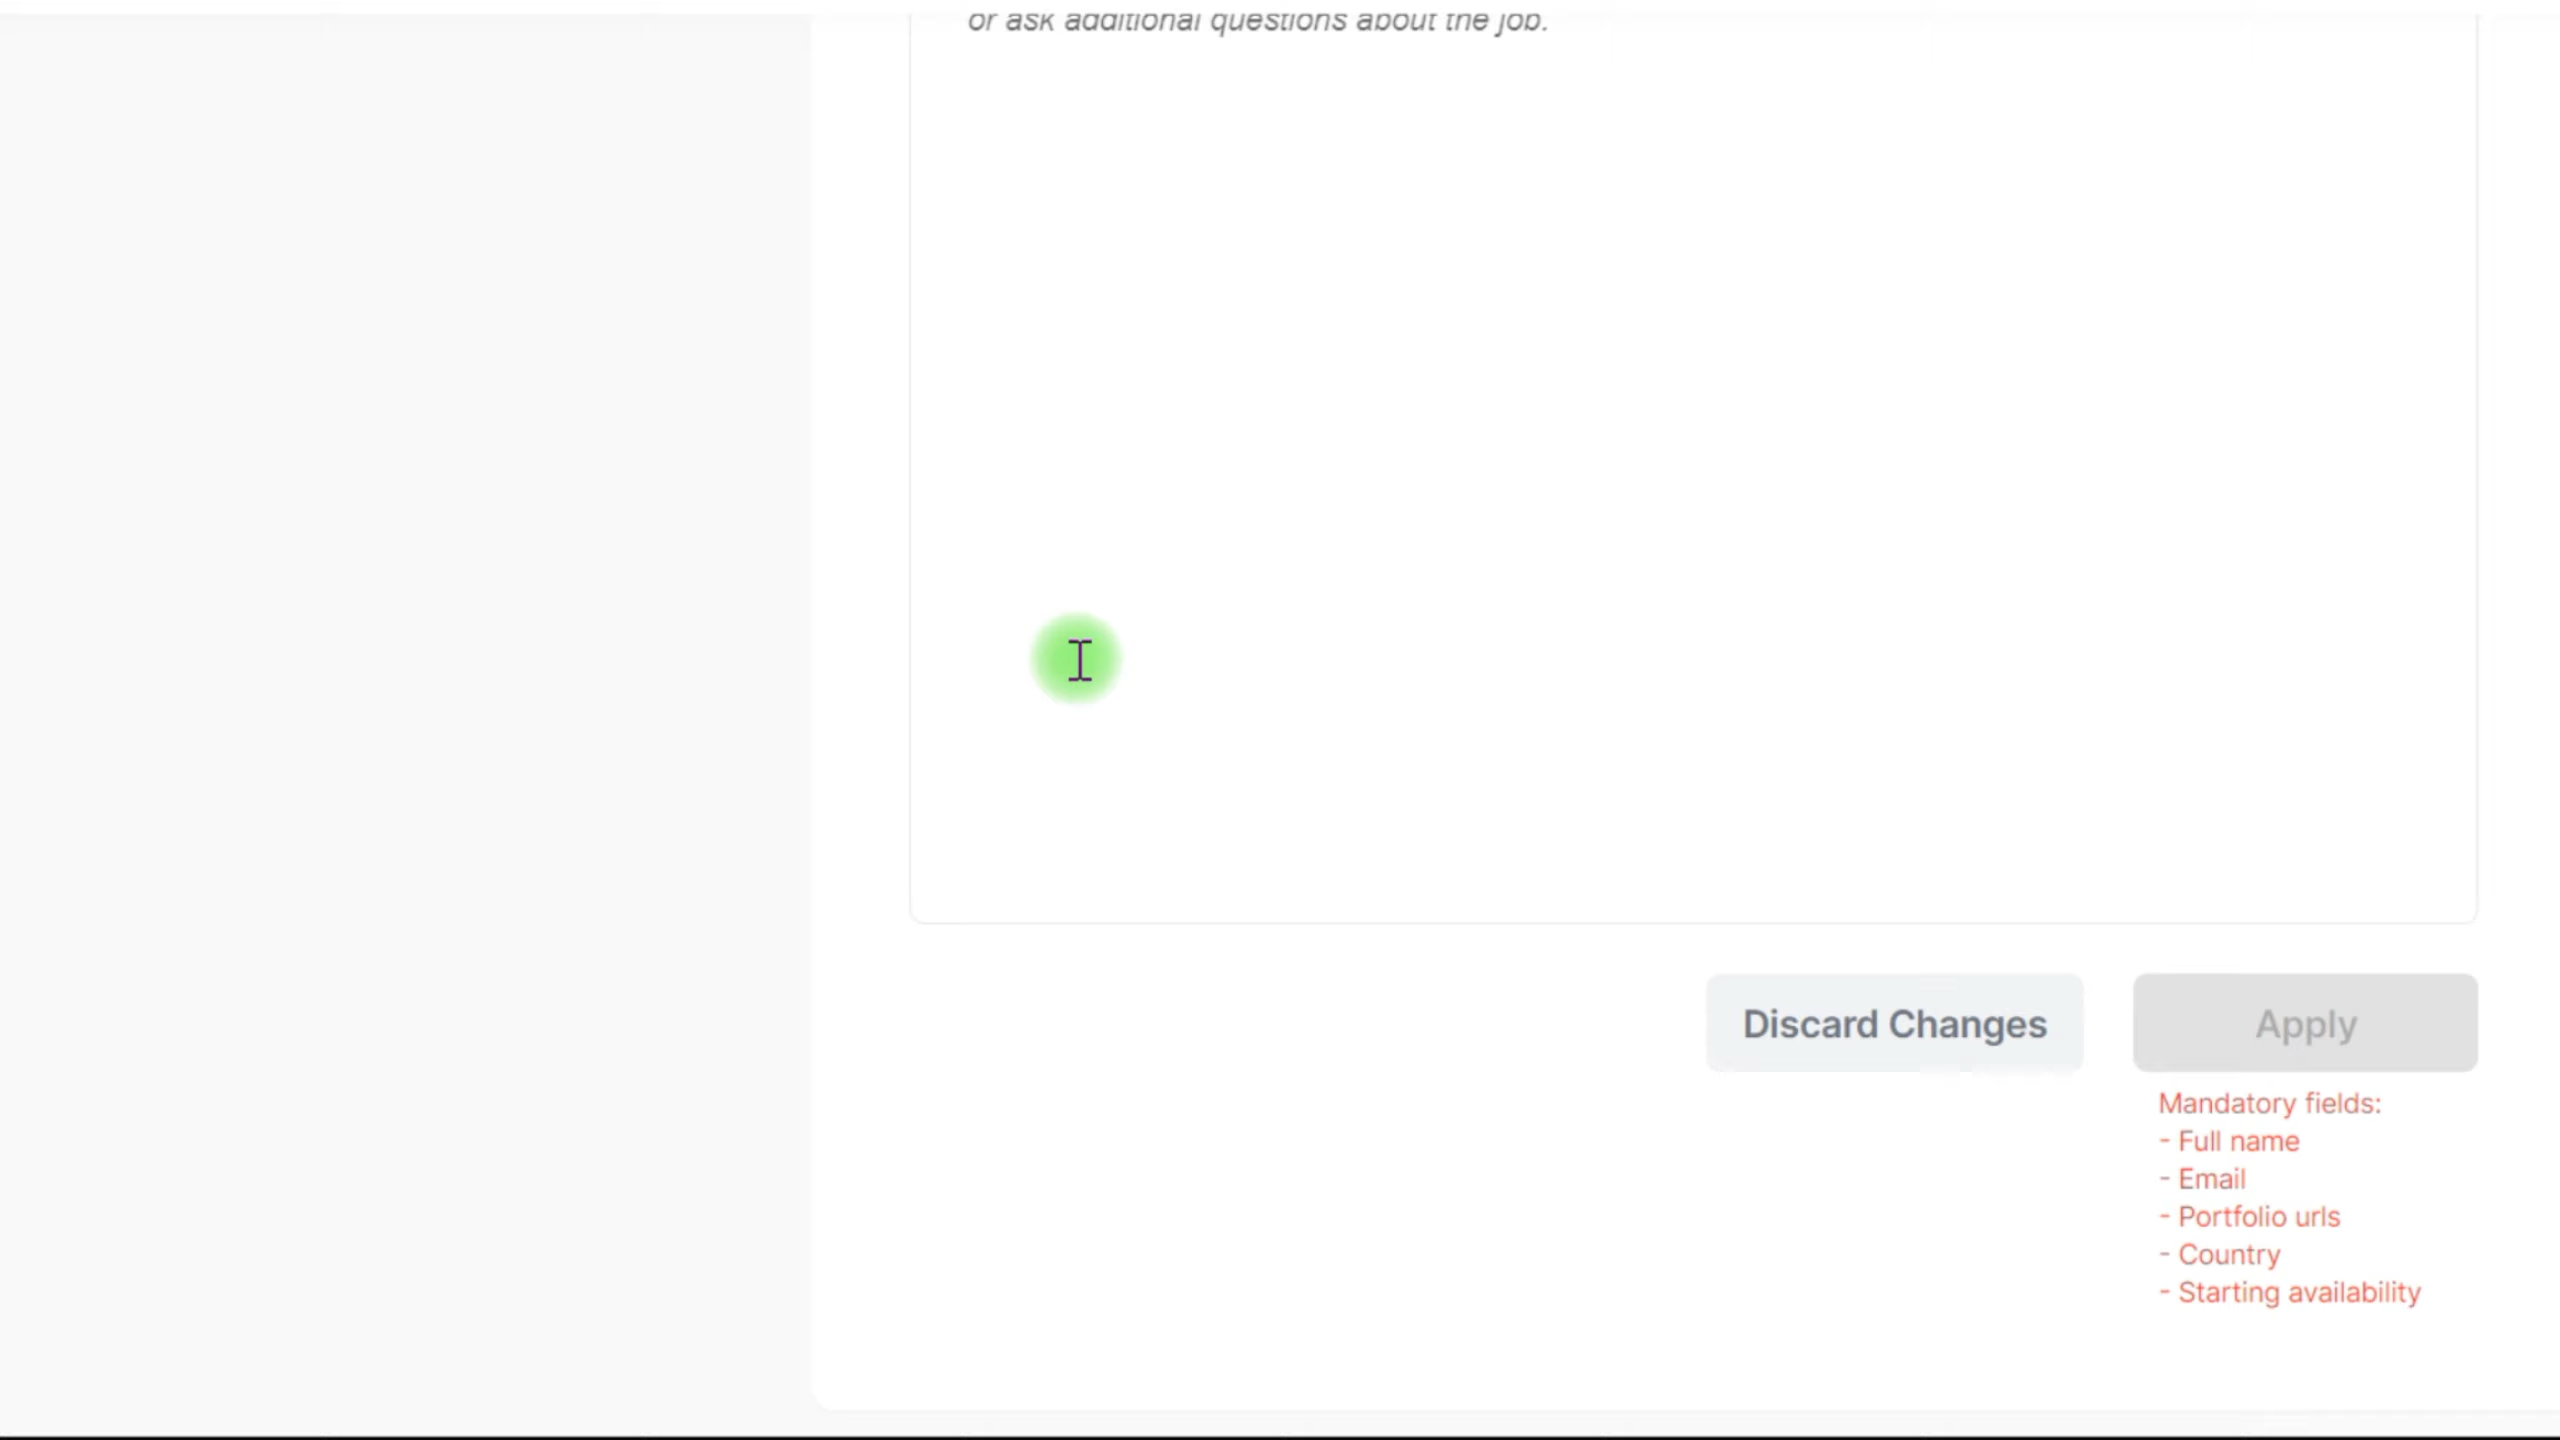 or ask additional questions about the job.
Discard Changes
Apply
Mandatory fields:
- Full name
- Email
- Portfolio urls
- Country
- Starting availability